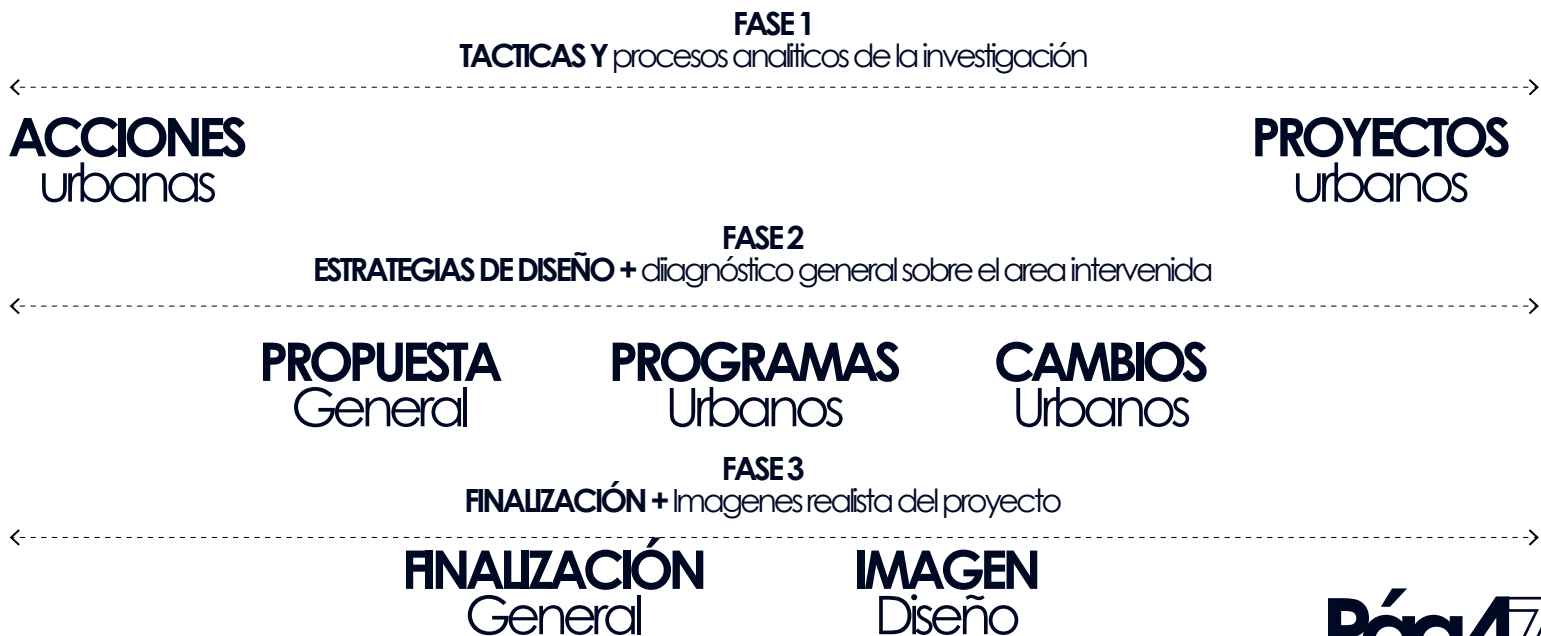 FASE 1
TACTICAS Y procesos analiticos de la investigación
ACCIONES PROYECTOS
urbanas urbanos
FASE 2
ESTRATEGIAS DE DISEÑO + diiagnóstico general sobre el area intervenida
PROPUESTA PROGRAMAS CAMBIOS
General Urbanos Urbanos
FASE 3
FINALIZACIÓN + Imagenes realista del proyecto
FINALIZACIÓN IMAGEN
General Diseño
Pág